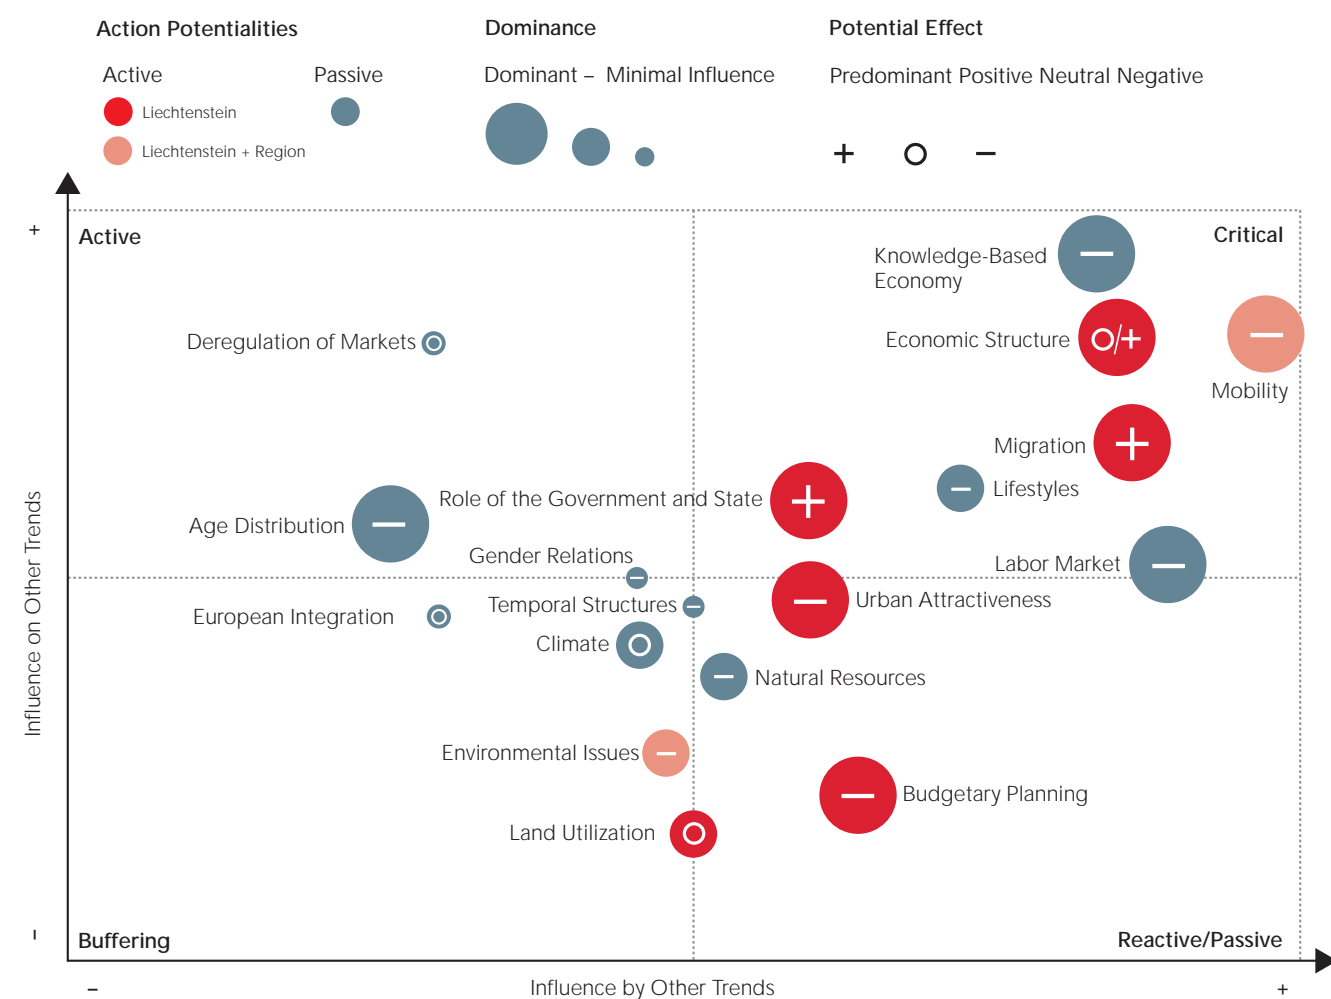 Action Potentialities
Dominance
Potential Effect
Active
Passive
Dominant – Minimal Influence
Predominant Positive Neutral Negative
Liechtenstein
Liechtenstein + Region
+ O –
+
Active
Critical
Knowledge-Based
Economy
–
Deregulation of Markets
O
Economic Structure
O/+
–
Mobility
Migration
+
Lifestyles
–
Role of the Government and State
+
Age Distribution
–
Gender Relations
–
Labor Market
–
Temporal Structures
–
Urban Attractiveness
–
European Integration
O
Climate
O
Natural Resources
–
Environmental Issues
–
Budgetary Planning
–
Land Utilization
O
Influence on Other Trends
–
Buffering
Reactive/Passive
–
Influence by Other Trends
+